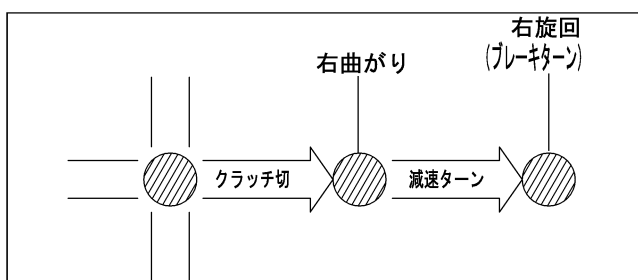 右旋回
(ブレーキターン)
右曲がり
クラッチ切
減速ターン